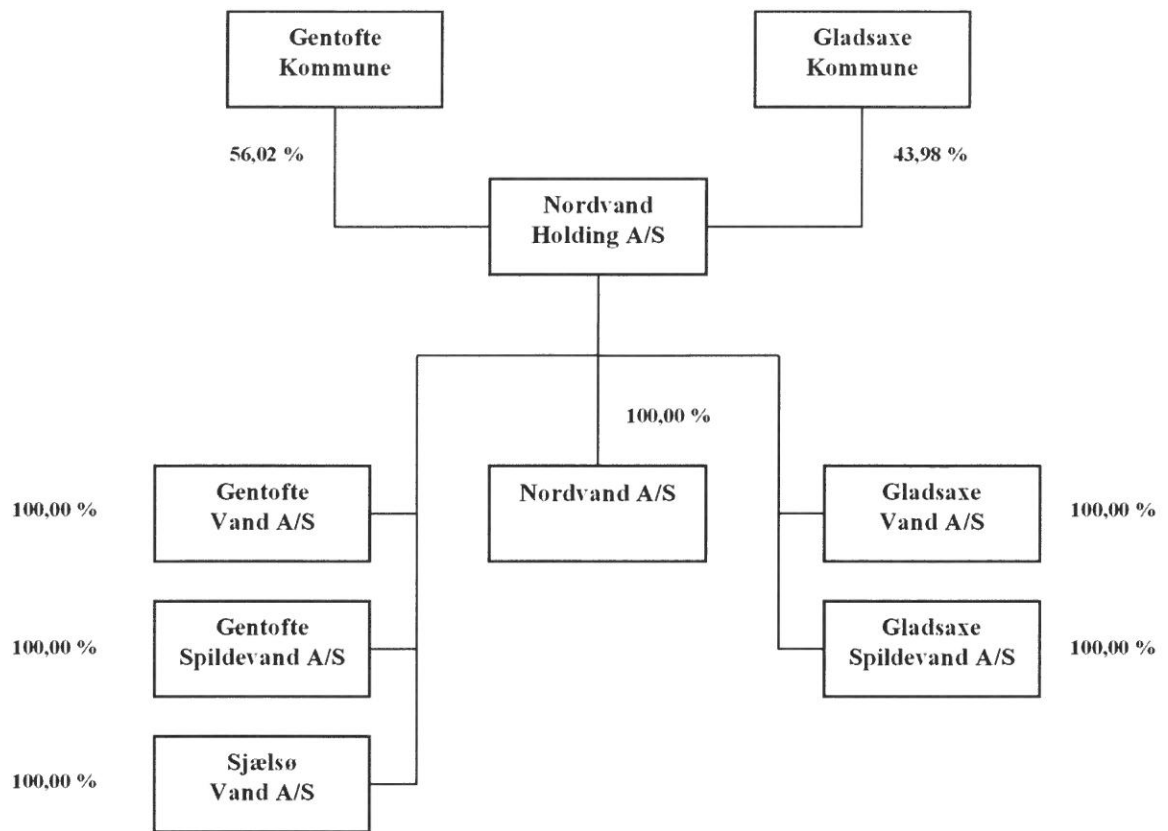 Gentofte
Kommune
Gladsaxe
Kommune
56,02 %
43,98 %
Nordvand
Holding A/S
100,00 %
Gentofte
Vand A/S
100,00 %
Nordvand A/S
Gladsaxe
Vand A/S
100,00 %
Gentofte
Spildevand A/S
100,00 %
Gladsaxe
Spildevand A/S
100,00 %
Sjælsø
Vand A/S
100,00 %